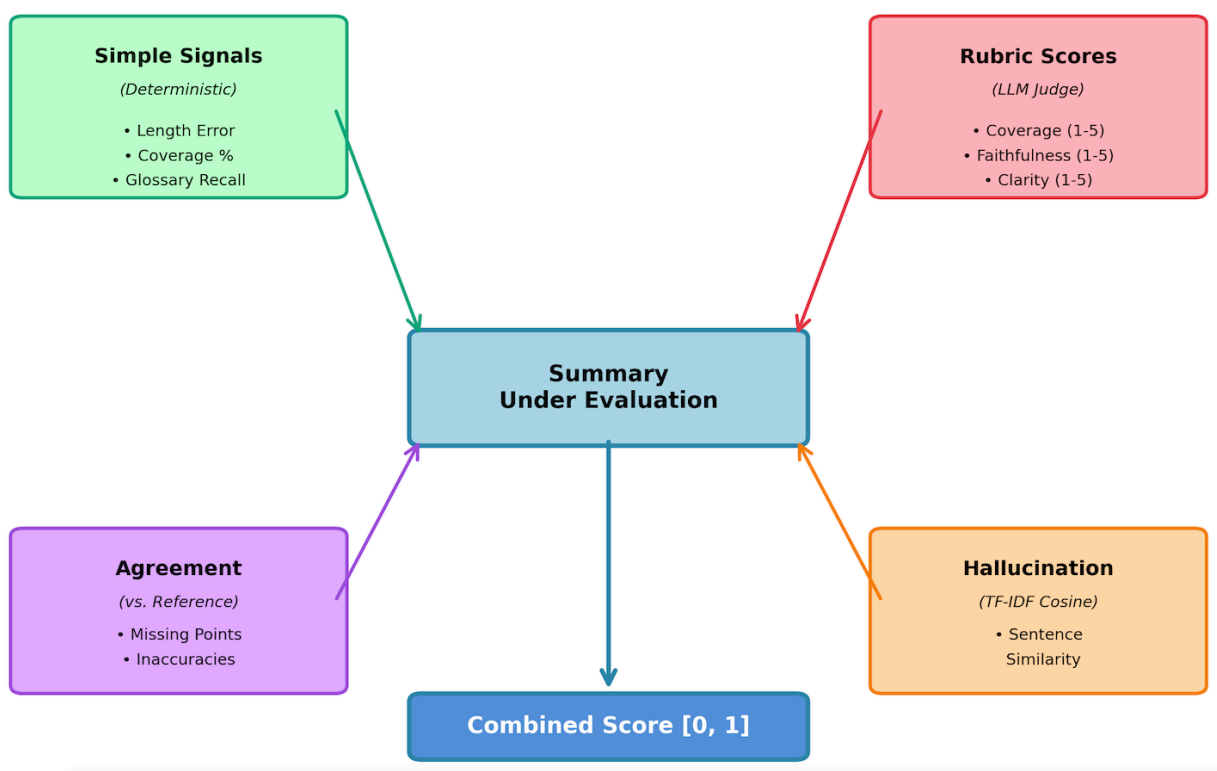 Simple Signals
(Deterministic)
• Length Error
• Coverage %
• Glossary Recall
Rubric Scores
(LLM Judge)
• Coverage (1-5)
• Faithfulness (1-5)
• Clarity (1-5)
Summary
Under Evaluation
Agreement
(vs. Reference)
• Missing Points
• Inaccuracies
Hallucination
(TF-IDF Cosine)
• Sentence
Similarity
Combined Score [0, 1]